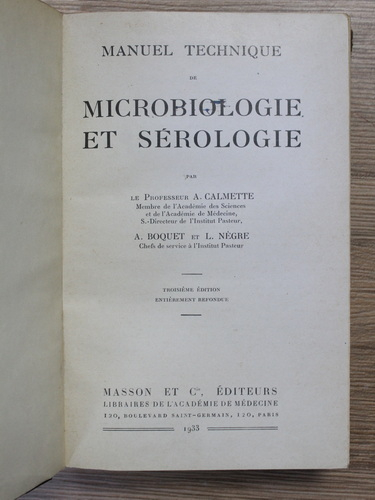 MANUEL TECHNIQUE
DE
MICROBIOLOGIE
ET SÉROLOGIE
PAR
LE PROFESSEUR A. CALMETTE
Membre de l'Académie des Sciences
et de l'Académie de Médecine,
S.-Directeur de l'Institut Pasteur,
A. BOQUET ET L. NÈGRE
Chefs de service à l'Institut Pasteur
TROISIÈME ÉDITION
ENTIÈREMENT REFONDUE
MASSON ET Cie, ÉDITEURS
LIBRAIRES DE L'ACADÉMIE DE MÉDECINE
120, BOULEVARD SAINT-GERMAIN, 120, PARIS
1933